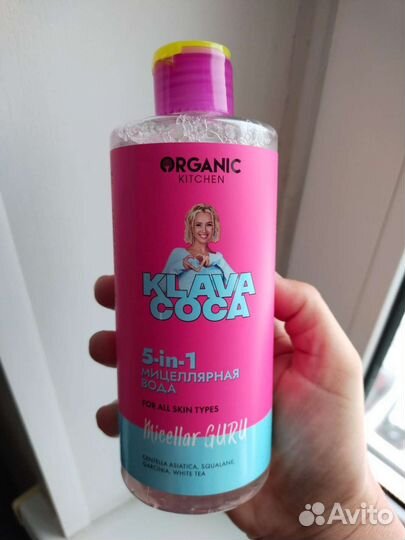 ORGANIC
KITCHEN
KLAVA
COCA
5-in-1
МИЦЕЛЛЯРНАЯ
ВОДА
FOR ALL SKIN TYPES
Micellar GURU
CENTELLA ASIATICA, SQUALANE,
GARCINIA, WHITE TEA
Avito